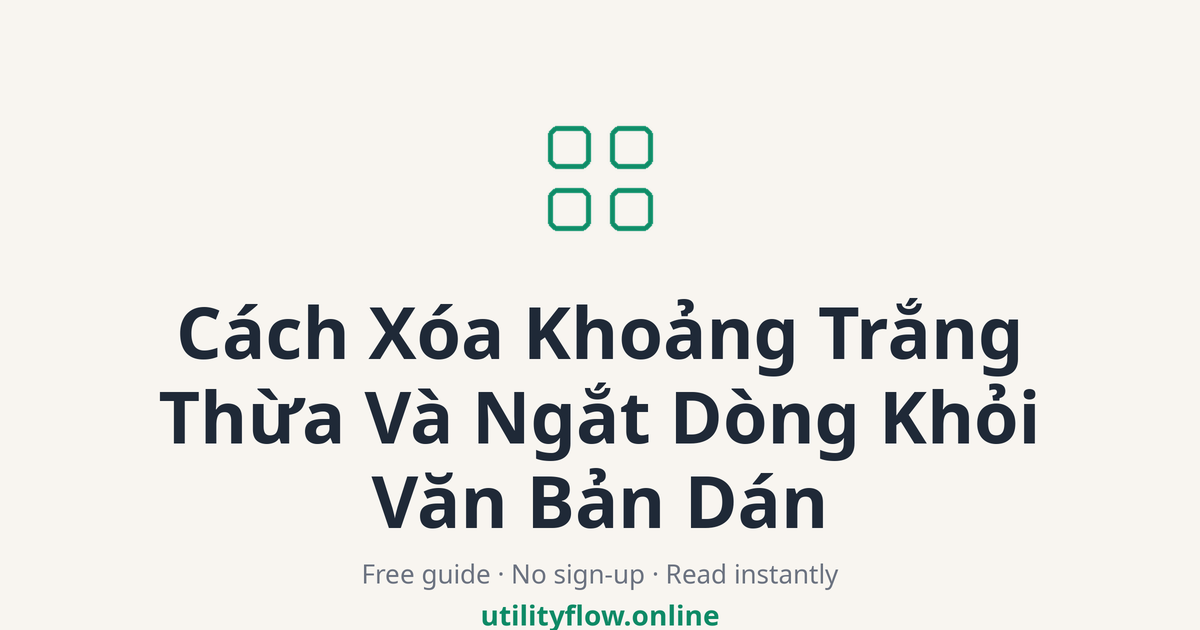 Cách Xóa Khoảng Trắng
Thừa Và Ngắt Dòng Khỏi
Văn Bản Dán
Free guide · No sign-up · Read instantly
utilityflow.online